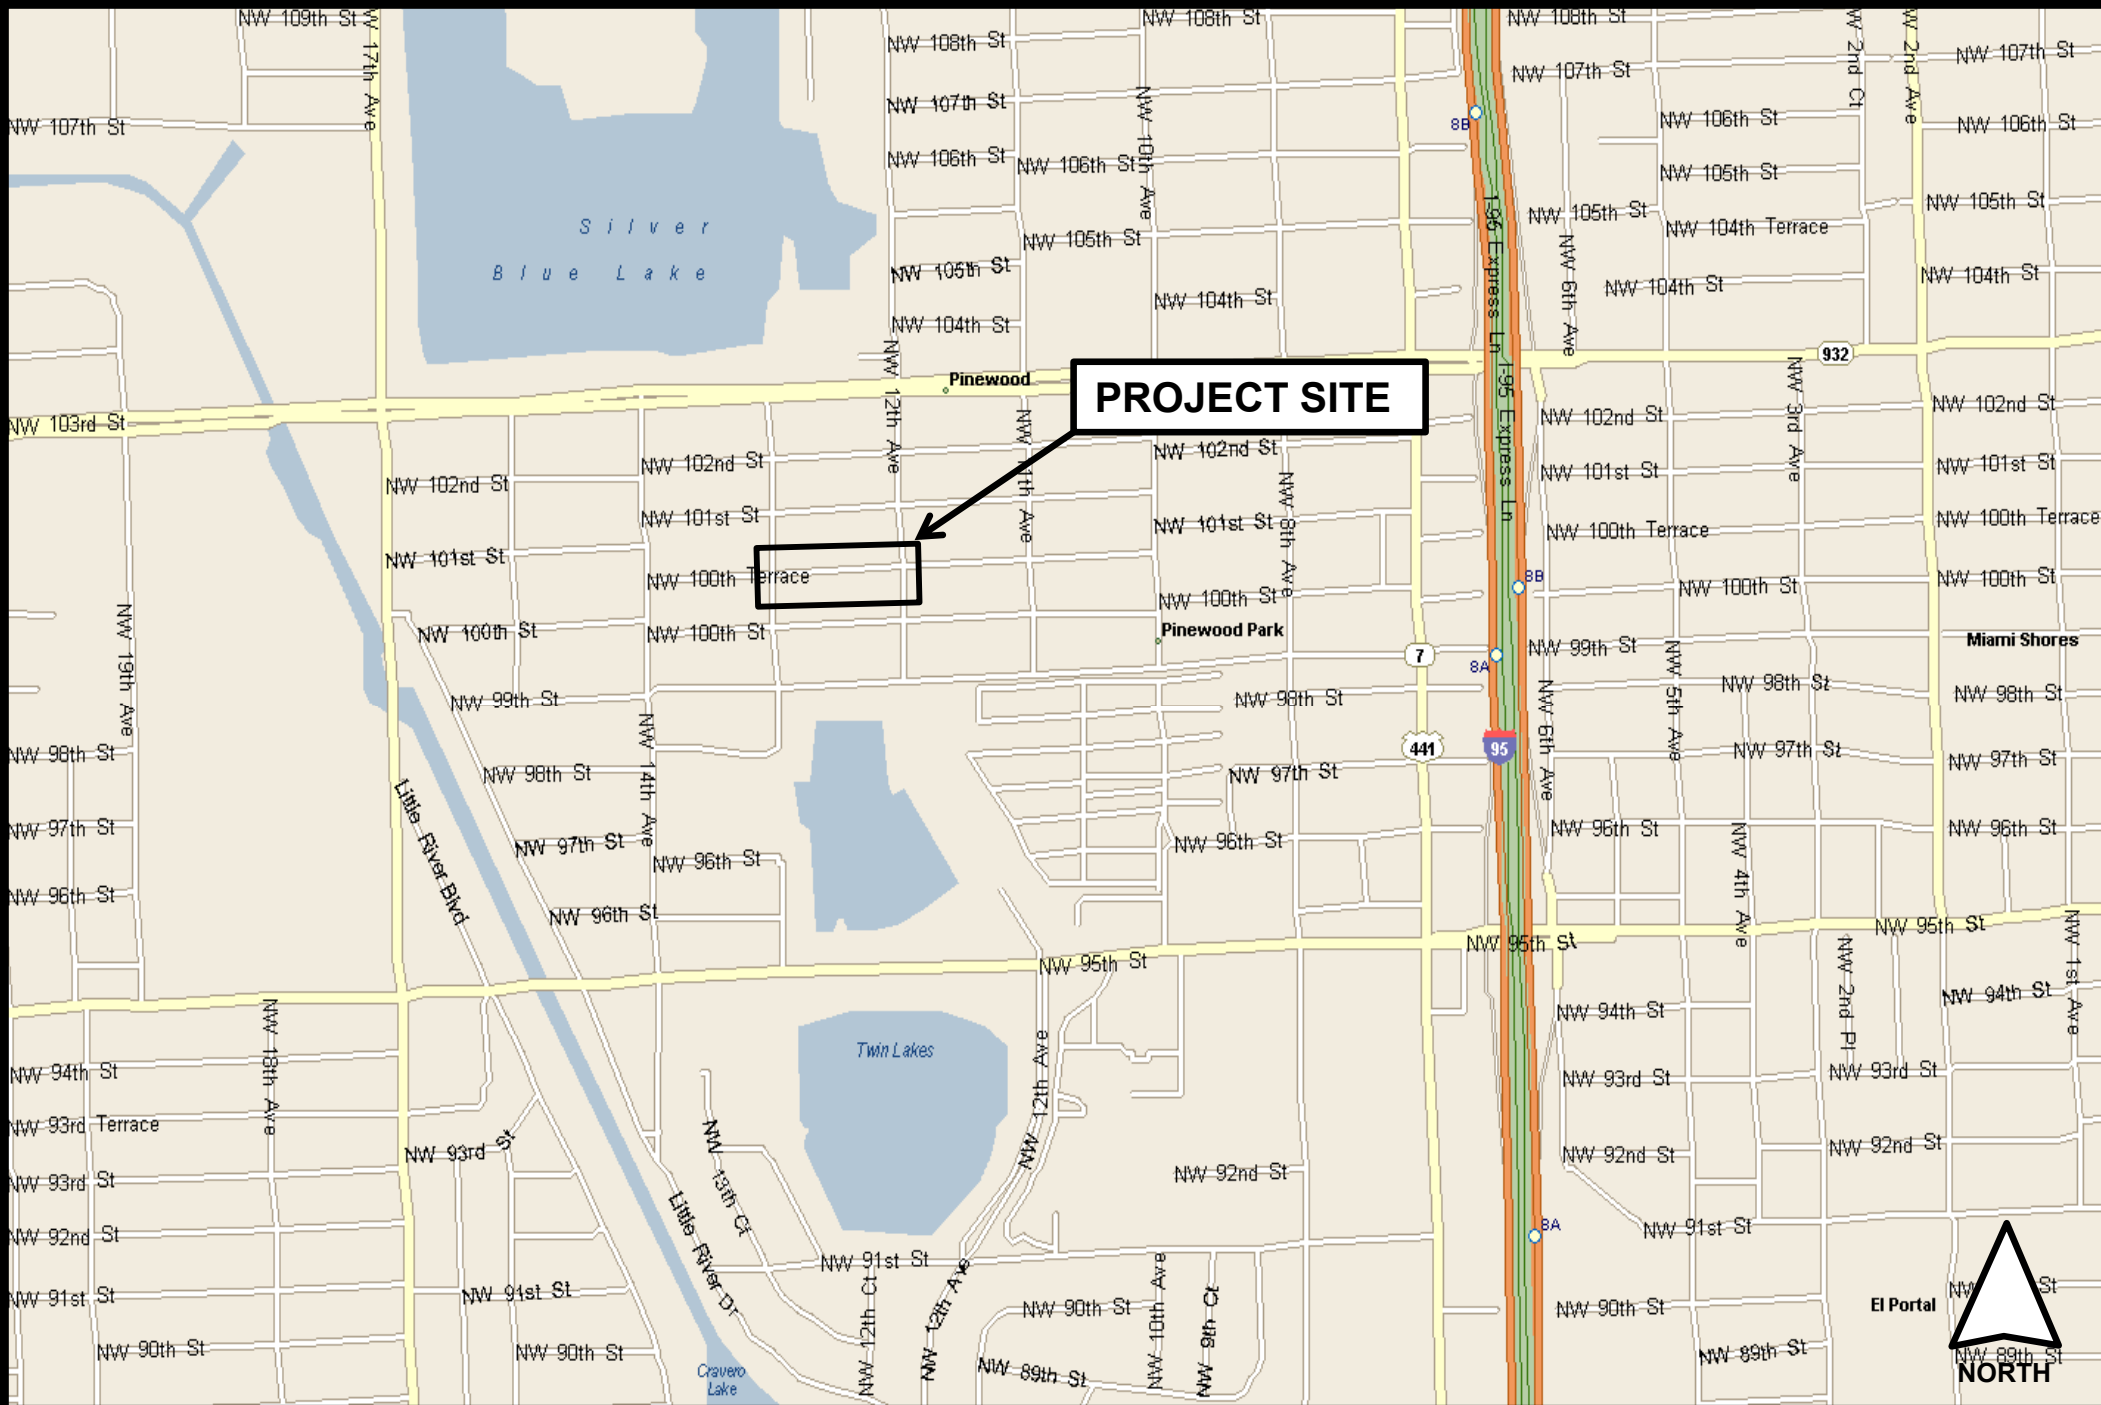 NW 109th St
NW 17th Ave
NW 108th St
NW 108th St
NW 108th St
NW 2nd Ct
NW 2nd Ave
NW 107th St
NW 107th St
NW 107th St
NW 107th St
NW 10th Ave
8B
NW 106th St
NW 106th St
NW 106th St
NW 106th St
NW 105th St
NW 105th St
NW 105th St
NW 105th St
NW 105th St
NW 104th Terrace
Silver
Blue Lake
I-95 Express Ln
NW 6th Ave
NW 104th St
NW 104th St
NW 104th St
NW 104th St
932
Pinewood
PROJECT SITE
NW 12th Ave
NW 11th Ave
I-95 Express Ln
NW 3rd Ave
NW 103rd St
NW 102nd St
NW 102nd St
NW 102nd St
NW 102nd St
NW 102nd St
NW 101st St
NW 101st St
NW 101st St
NW 101st St
NW 101st St
NW 8th Ave
NW 100th Terrace
NW 100th Terrace
NW 100th Terrace
8B
NW 100th St
NW 100th St
NW 100th St
NW 100th St
NW 100th St
Pinewood Park
NW 19th Ave
7
8A
NW 99th St
NW 99th St
Miami Shores
NW 5th Ave
NW 98th St
NW 98th St
NW 98th St
NW 98th St
NW 98th St
NW 6th Ave
NW 14th Ave
441
95
NW 97th St
NW 97th St
NW 97th St
NW 97th St
NW 97th St
Little River Blvd
NW 96th St
NW 96th St
NW 96th St
NW 96th St
NW 96th St
NW 96th St
NW 4th Ave
NW 95th St
NW 95th St
NW 95th St
NW 2nd Pl
NW 1st Ave
NW 18th Ave
NW 94th St
NW 94th St
NW 94th St
Twin Lakes
NW 12th Ave
NW 93rd St
NW 93rd St
NW 93rd Terrace
NW 93rd St
NW 93rd St
NW 13th Ct
NW 92nd St
NW 92nd St
NW 92nd St
NW 92nd St
Little River Dr
8A
NW 91st St
NW 91st St
NW 91st St
NW 91st St
NW 12th Ct
NW 12th Ave
NW 10th Ave
NW 9th Ct
NW 90th St
NW 90th St
NW 90th St
NW 90th St
El Portal
NW St
NW 89th St
NW 89th St
NW 89th St
Cravero
Lake
NORTH